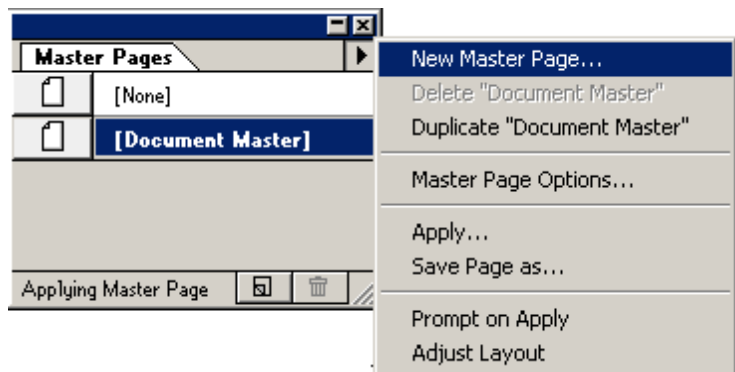 Master Pages
[None]
[Document Master]
Applying Master Page
New Master Page...
Delete "Document Master"
Duplicate "Document Master"
Master Page Options...
Apply...
Save Page as...
Prompt on Apply
Adjust Layout